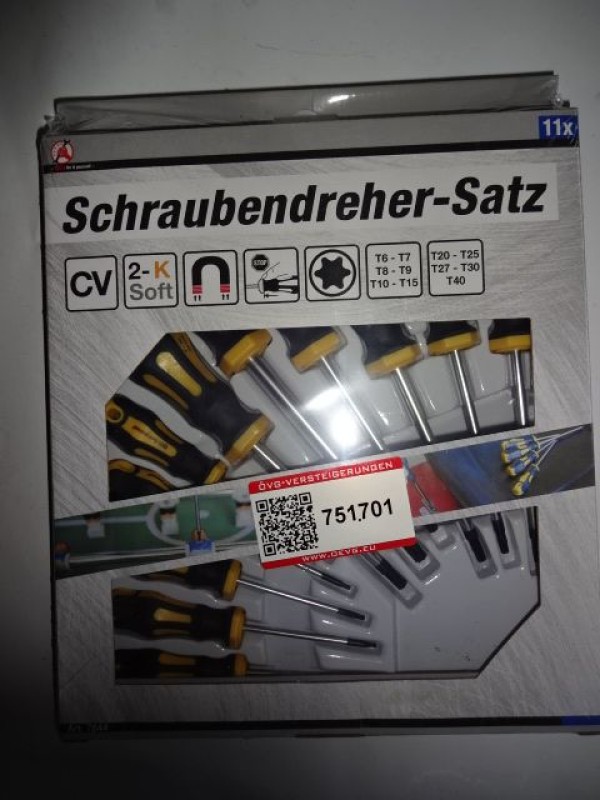 11x
Schraubendreher-Satz
CV
2-K
Soft
STOP
T6 - T7
T8 - T9
T10 - T15
T20 - T25
T27 - T30
T40
ÖVG-VERSTEIGERUNGEN
751701
WWW.OEVG.EU